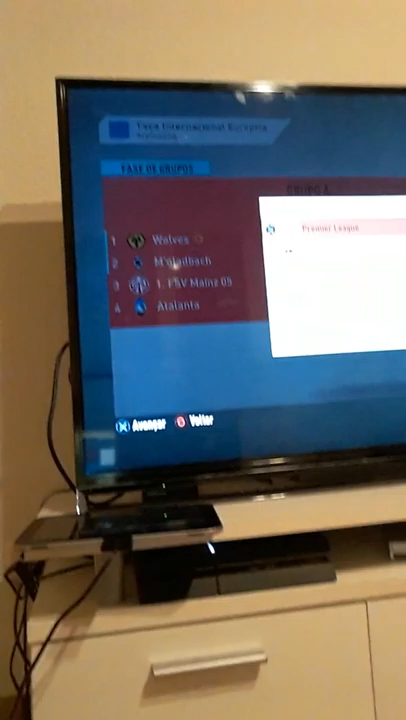 Taça Internacional Europeia
FASE DE GRUPOS
GRUPO A
1 Wolves
2 M'gladbach
3 1. FSV Mainz 05
4 Atalanta
Premier League
Avançar Voltar